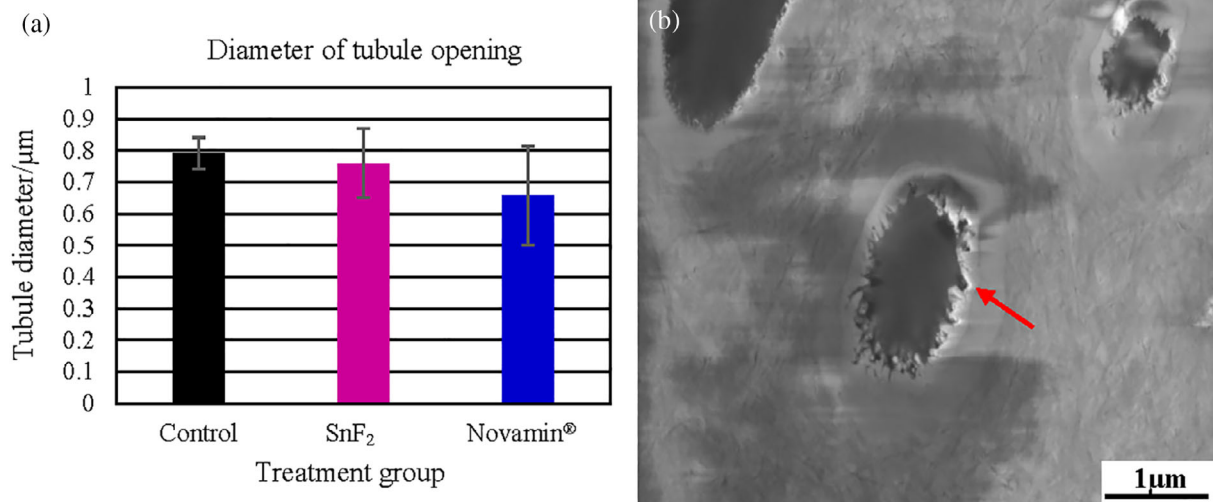 (a)
Diameter of tubule opening
1
0.9
0.8
0.7
0.6
0.5
0.4
0.3
0.2
0.1
0
Tubule diameter/µm
Control SnF₂ Novamin®
Treatment group
(b)
1µm